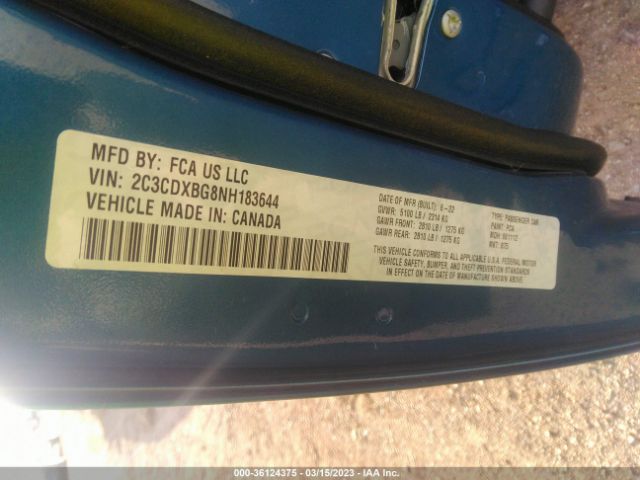 MFD BY: FCA US LLC
VIN: 2C3CDXBG8NH183644
VEHICLE MADE IN: CANADA
DATE OF MFR (BUILT): 6-22
GVWR: 5100 LB / 2314 KG
GAWR FRONT: 2810 LB / 1275 KG
GAWR REAR: 2810 LB / 1275 KG
TYPE: PASSENGER CAR
PAINT: PCA
MDH:
VEHICLE CONFORMS TO ALL APPLICABLE U.S.A. FEDERAL MOTOR
VEHICLE SAFETY, BUMPER, AND THEFT PREVENTION STANDARDS
IN EFFECT ON THE DATE OF MANUFACTURE SHOWN ABOVE.
000-36124375 - 03/15/2023 - IAA Inc.